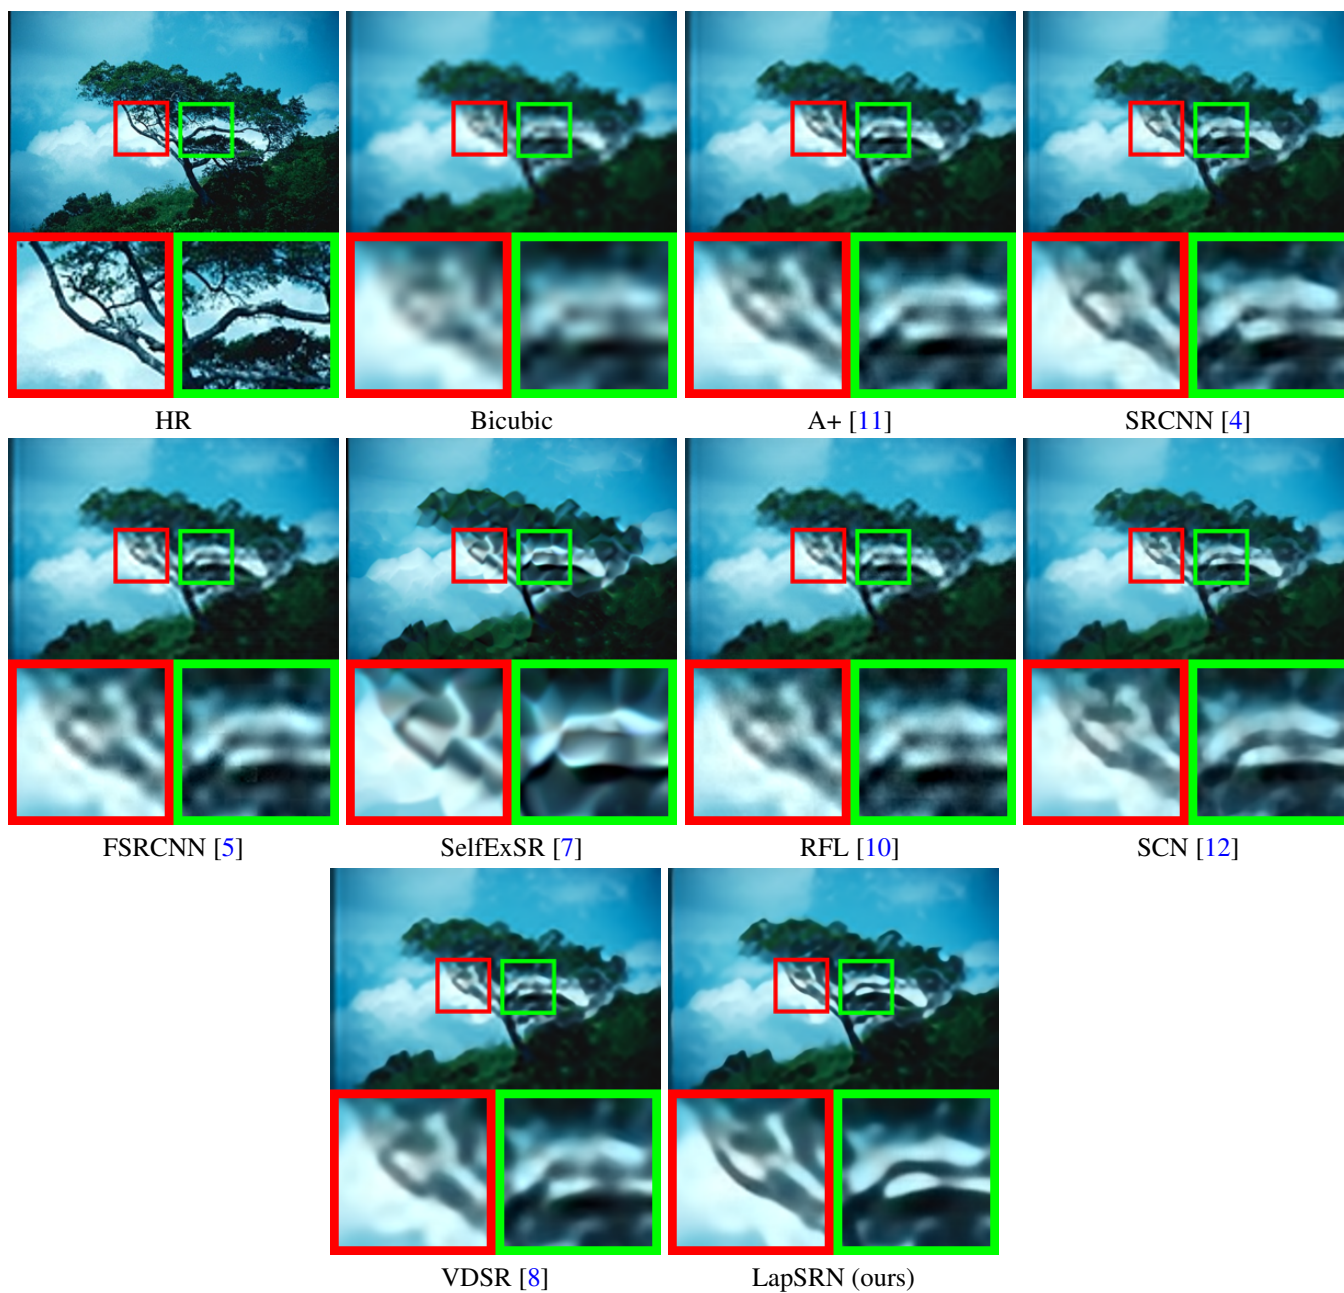 HR
Bicubic
A+ [11]
SRCNN [4]
FSRCNN [5]
SelfExSR [7]
RFL [10]
SCN [12]
VDSR [8]
LapSRN (ours)